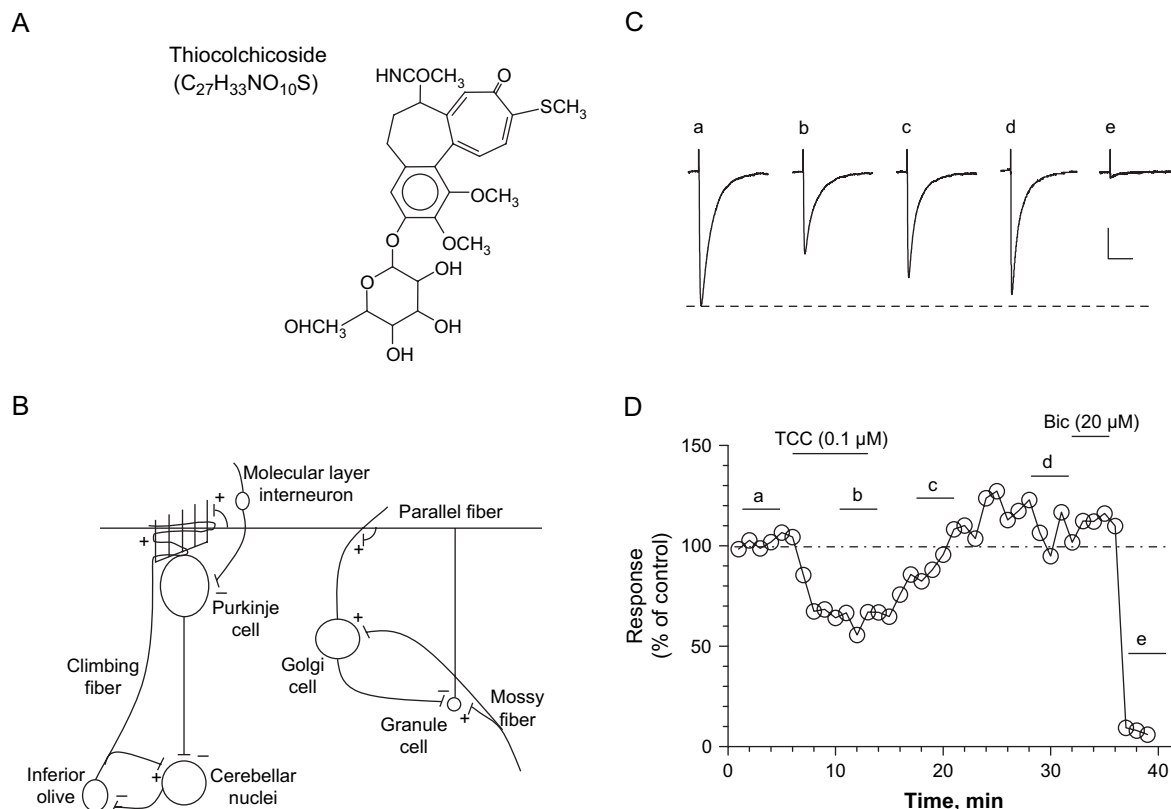 A
Thiocolchicoside
(C₂₇H₃₃NO₁₀S)
HNCOCH₃
O
SCH₃
OCH₃
OCH₃
O
O
OH
OH
OH
OHCH₃
B
Molecular layer
interneuron
+
+
−
Purkinje
cell
Climbing
fiber
−
+
−
Inferior
olive
Cerebellar
nuclei
Parallel fiber
+
+
Golgi
cell
−
+
Granule
cell
Mossy
fiber
C
a
b
c
d
e
D
Bic (20 µM)
TCC (0.1 µM)
a
b
c
d
e
150
100
50
0
Response
(% of control)
0
10
20
30
40
Time, min